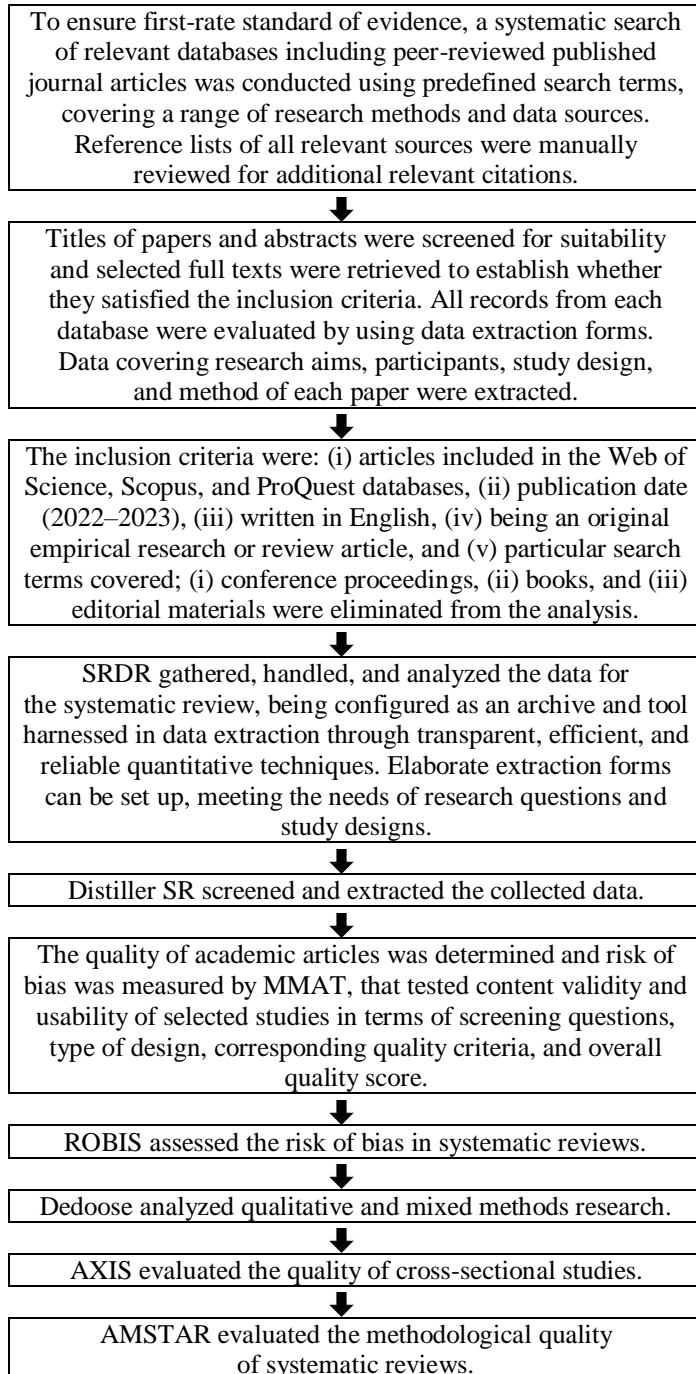 To ensure first-rate standard of evidence, a systematic search
of relevant databases including peer-reviewed published
journal articles was conducted using predefined search terms,
covering a range of research methods and data sources.
Reference lists of all relevant sources were manually
reviewed for additional relevant citations.
Titles of papers and abstracts were screened for suitability
and selected full texts were retrieved to establish whether
they satisfied the inclusion criteria. All records from each
database were evaluated by using data extraction forms.
Data covering research aims, participants, study design,
and method of each paper were extracted.
The inclusion criteria were: (i) articles included in the Web of
Science, Scopus, and ProQuest databases, (ii) publication date
(2022–2023), (iii) written in English, (iv) being an original
empirical research or review article, and (v) particular search
terms covered; (i) conference proceedings, (ii) books, and (iii)
editorial materials were eliminated from the analysis.
SRDR gathered, handled, and analyzed the data for
the systematic review, being configured as an archive and tool
harnessed in data extraction through transparent, efficient, and
reliable quantitative techniques. Elaborate extraction forms
can be set up, meeting the needs of research questions and
study designs.
Distiller SR screened and extracted the collected data.
The quality of academic articles was determined and risk of
bias was measured by MMAT, that tested content validity and
usability of selected studies in terms of screening questions,
type of design, corresponding quality criteria, and overall
quality score.
ROBIS assessed the risk of bias in systematic reviews.
Dedoose analyzed qualitative and mixed methods research.
AXIS evaluated the quality of cross-sectional studies.
AMSTAR evaluated the methodological quality
of systematic reviews.